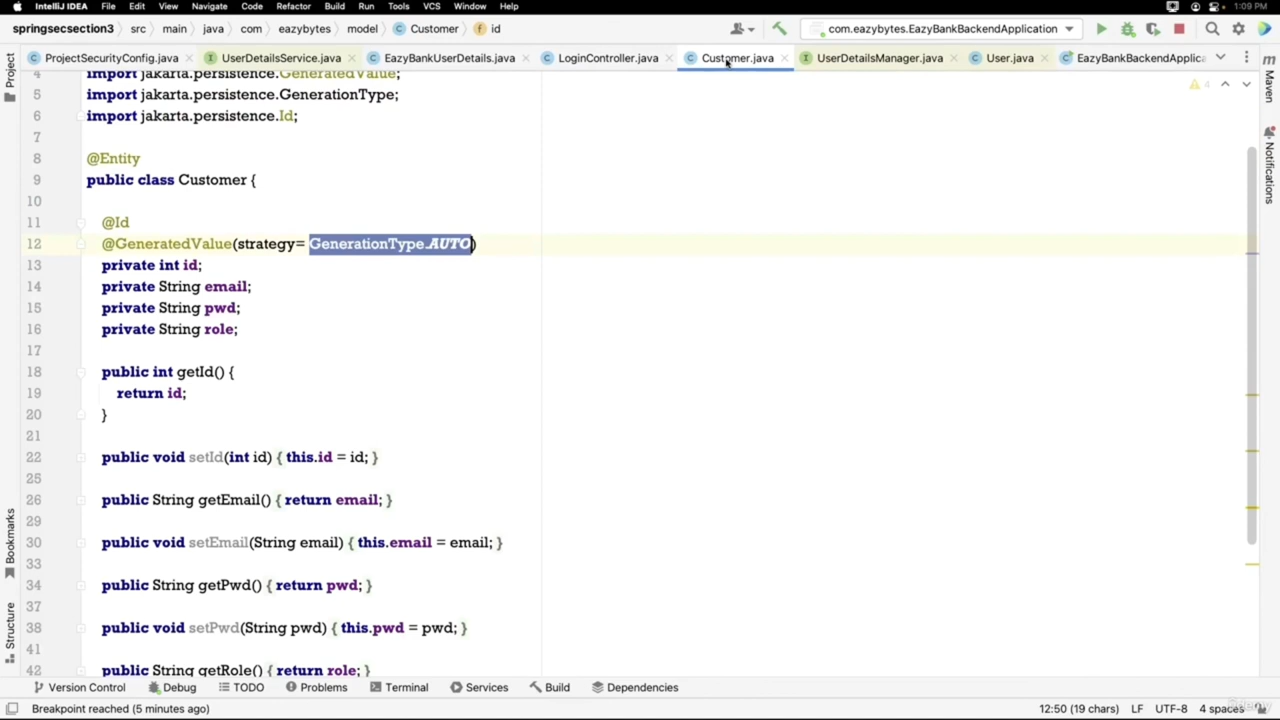 IntelliJ IDEA File Edit View Navigate Code Refactor Build Run Tools VCS Window Help 1:09 PM
springsecsection3 src main java com eazybytes model Customer id com.eazybytes.EazyBankBackendApplication
ProjectSecurityConfig.java UserDetailsService.java EazyBankUserDetails.java LoginController.java Customer.java UserDetailsManager.java User.java EazyBankBackendApplica
Project
Maven
Notifications
Bookmarks
Structure
4 import jakarta.persistence.GeneratedValue; 4
5 import jakarta.persistence.GenerationType;
6 import jakarta.persistence.Id;
7
8 @Entity
9 public class Customer {
10
11 @Id
12 @GeneratedValue(strategy= GenerationType.AUTO)
13 private int id;
14 private String email;
15 private String pwd;
16 private String role;
17
18 public int getId() {
19 return id;
20 }
21
22 public void setId(int id) { this.id = id; }
25
26 public String getEmail() { return email; }
29
30 public void setEmail(String email) { this.email = email; }
33
34 public String getPwd() { return pwd; }
37
38 public void setPwd(String pwd) { this.pwd = pwd; }
41
42 public String getRole() { return role; }
Version Control Debug TODO Problems Terminal Services Build Dependencies
Breakpoint reached (5 minutes ago) 12:50 (19 chars) LF UTF-8 4 spaces
Udemy